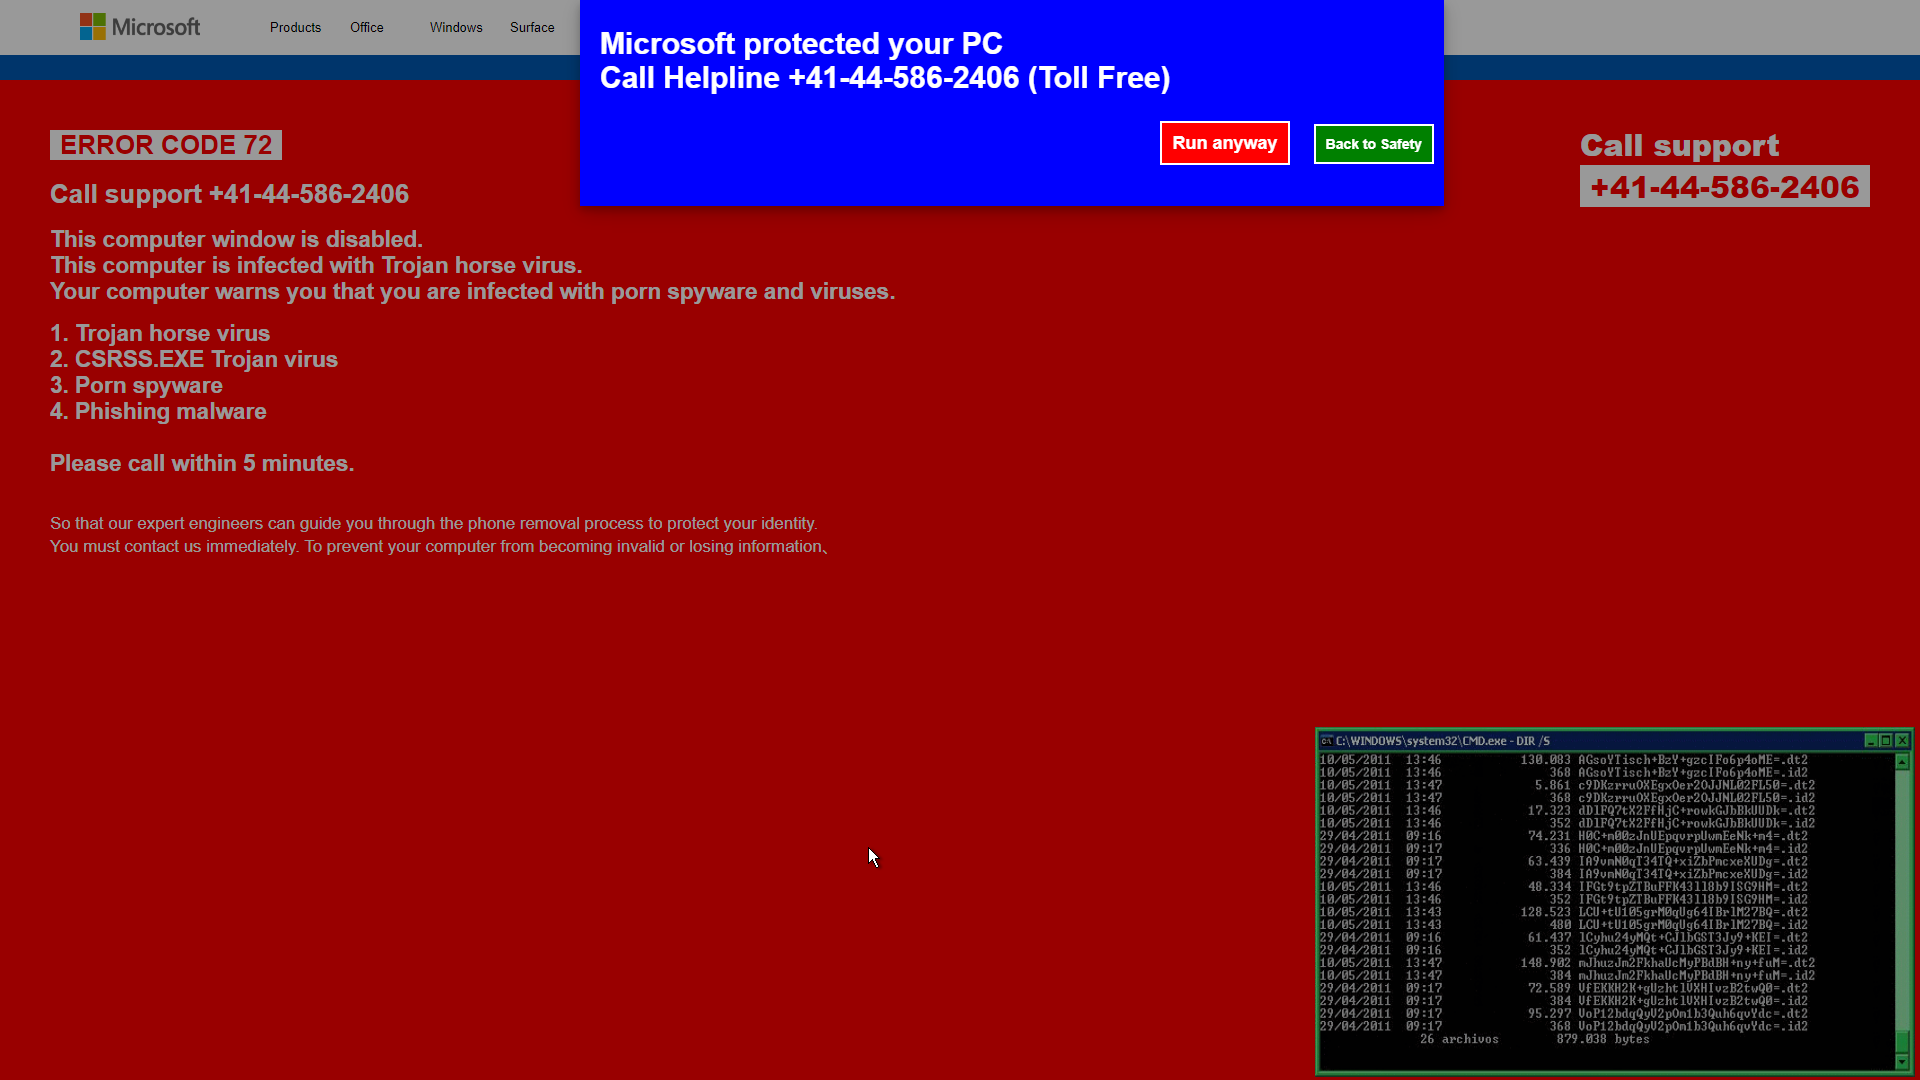 Microsoft
Products
Office
Windows
Surface
Microsoft protected your PC
Call Helpline +41-44-586-2406 (Toll Free)
Run anyway
Back to Safety
ERROR CODE 72
Call support +41-44-586-2406
This computer window is disabled.
This computer is infected with Trojan horse virus.
Your computer warns you that you are infected with porn spyware and viruses.
1. Trojan horse virus
2. CSRSS.EXE Trojan virus
3. Porn spyware
4. Phishing malware
Please call within 5 minutes.
So that our expert engineers can guide you through the phone removal process to protect your identity.
You must contact us immediately. To prevent your computer from becoming invalid or losing information、
Call support
+41-44-586-2406
C:\WINDOWS\system32\CMD.exe - DIR /S
10/05/2011 13:46 130.083 AGsoYTisch+BzY+gzcIFo6p4oME=.dt2
10/05/2011 13:46 368 AGsoYTisch+BzY+gzcIFo6p4oME=.id2
10/05/2011 13:47 5.861 c9DKzrruOXEgxOer2OJJNL02FL50=.dt2
10/05/2011 13:47 368 c9DKzrruOXEgxOer2OJJNL02FL50=.id2
10/05/2011 13:46 17.323 dDlFQ7tX2FfHjC+rowkGJbBkUUDk=.dt2
10/05/2011 13:46 352 dDlFQ7tX2FfHjC+rowkGJbBkUUDk=.id2
29/04/2011 09:16 74.231 H0C+m00zJnUEpqvrpUwmEeNk+m4=.dt2
29/04/2011 09:17 336 H0C+m00zJnUEpqvrpUwmEeNk+m4=.id2
29/04/2011 09:17 63.439 IA9vmN0qT34TQ+xiZbPmcxeXUDg=.dt2
29/04/2011 09:17 384 IA9vmN0qT34TQ+xiZbPmcxeXUDg=.id2
10/05/2011 13:46 48.334 IFGt9tpZTBuFFK43ll8b9ISG9HM=.dt2
10/05/2011 13:46 352 IFGt9tpZTBuFFK43ll8b9ISG9HM=.id2
10/05/2011 13:43 128.523 LCU+tU105grM0qUg64IBrlM27BQ=.dt2
10/05/2011 13:43 480 LCU+tU105grM0qUg64IBrlM27BQ=.id2
29/04/2011 09:16 61.437 lCyhu24yMQt+CJlbGST3Jy9+KEI=.dt2
29/04/2011 09:16 352 lCyhu24yMQt+CJlbGST3Jy9+KEI=.id2
10/05/2011 13:47 148.902 mJhuzJm2FkhaUcMyPBdBH+ny+fuM=.dt2
10/05/2011 13:47 384 mJhuzJm2FkhaUcMyPBdBH+ny+fuM=.id2
29/04/2011 09:17 72.589 VfEKKH2K+gUzhtlVXHIvzB2twQ0=.dt2
29/04/2011 09:17 384 VfEKKH2K+gUzhtlVXHIvzB2twQ0=.id2
29/04/2011 09:17 95.297 VoP12bdqQyV2pOm1b3Quh6qvYdc=.dt2
29/04/2011 09:17 368 VoP12bdqQyV2pOm1b3Quh6qvYdc=.id2
26 archivos 879.038 bytes